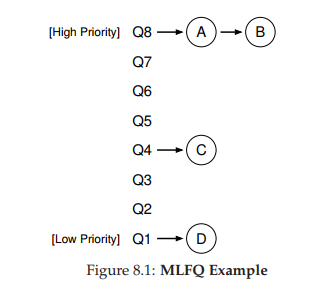 [High Priority] Q8 A B
Q7
Q6
Q5
Q4 C
Q3
Q2
[Low Priority] Q1 D
Figure 8.1: MLFQ Example